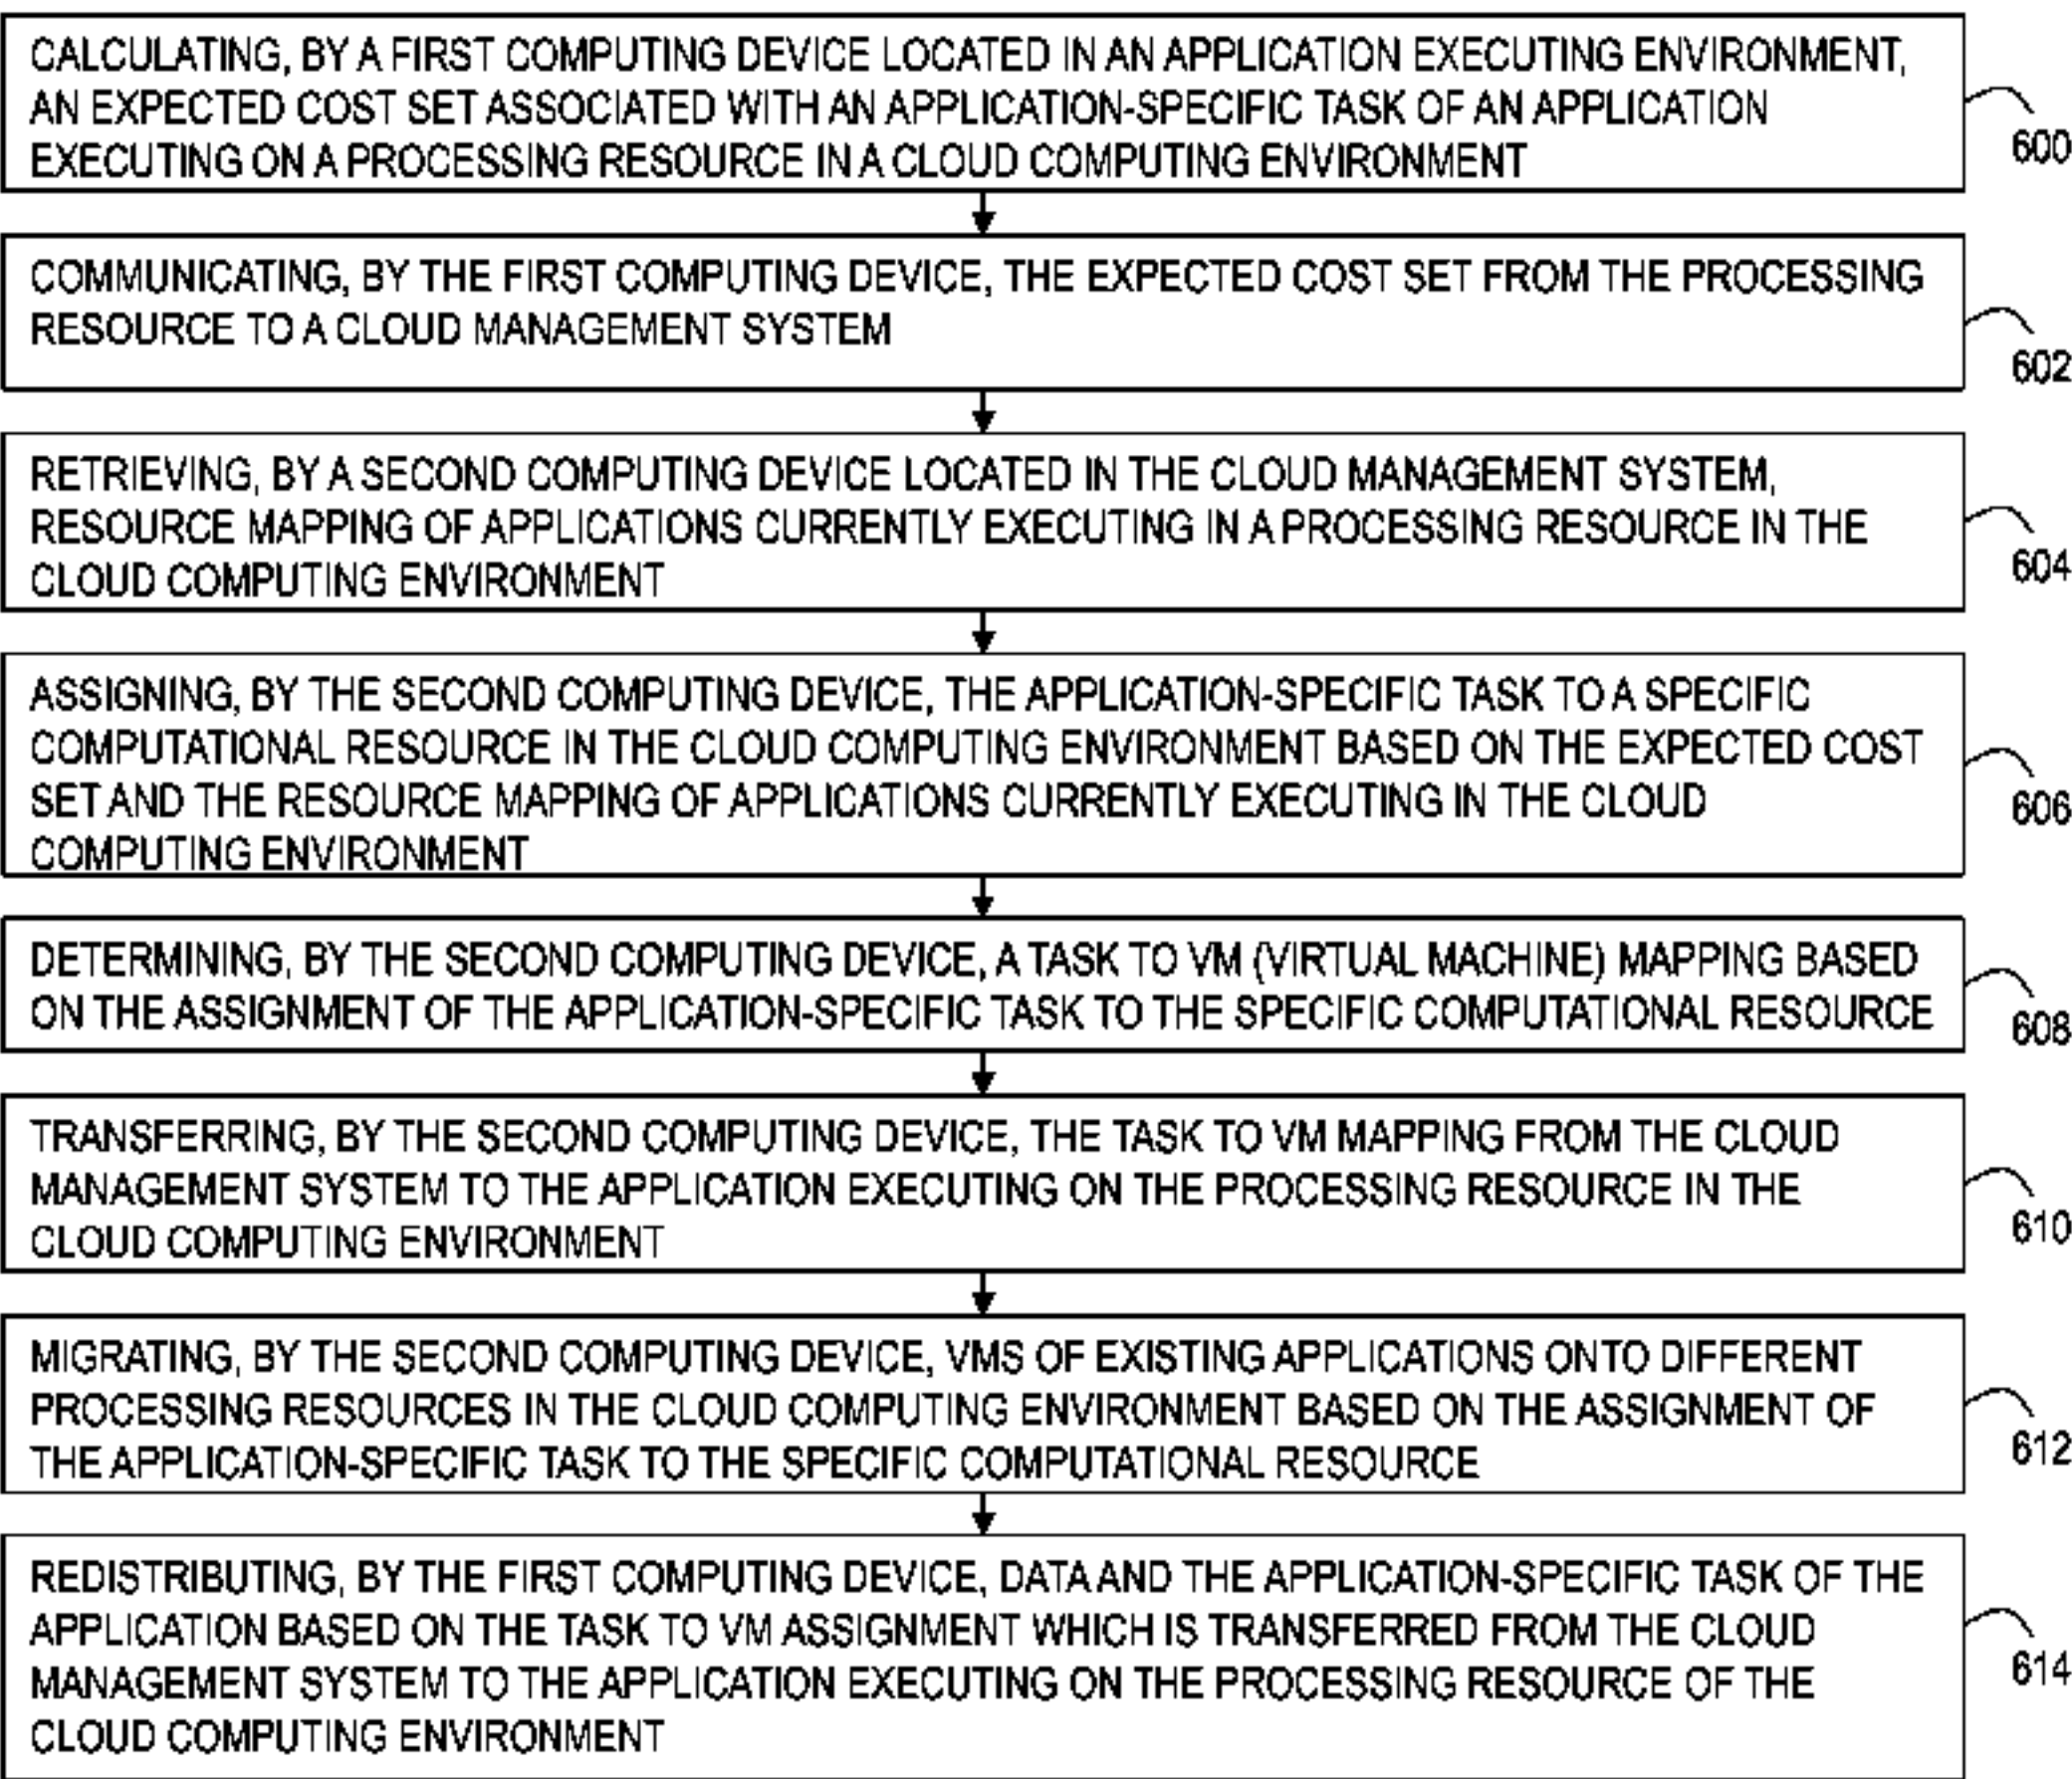 CALCULATING, BY A FIRST COMPUTING DEVICE LOCATED IN AN APPLICATION EXECUTING ENVIRONMENT,
AN EXPECTED COST SET ASSOCIATED WITH AN APPLICATION-SPECIFIC TASK OF AN APPLICATION
EXECUTING ON A PROCESSING RESOURCE IN A CLOUD COMPUTING ENVIRONMENT
600
COMMUNICATING, BY THE FIRST COMPUTING DEVICE, THE EXPECTED COST SET FROM THE PROCESSING
RESOURCE TO A CLOUD MANAGEMENT SYSTEM
602
RETRIEVING, BY A SECOND COMPUTING DEVICE LOCATED IN THE CLOUD MANAGEMENT SYSTEM,
RESOURCE MAPPING OF APPLICATIONS CURRENTLY EXECUTING IN A PROCESSING RESOURCE IN THE
CLOUD COMPUTING ENVIRONMENT
604
ASSIGNING, BY THE SECOND COMPUTING DEVICE, THE APPLICATION-SPECIFIC TASK TO A SPECIFIC
COMPUTATIONAL RESOURCE IN THE CLOUD COMPUTING ENVIRONMENT BASED ON THE EXPECTED COST
SET AND THE RESOURCE MAPPING OF APPLICATIONS CURRENTLY EXECUTING IN THE CLOUD
COMPUTING ENVIRONMENT
606
DETERMINING, BY THE SECOND COMPUTING DEVICE, A TASK TO VM (VIRTUAL MACHINE) MAPPING BASED
ON THE ASSIGNMENT OF THE APPLICATION-SPECIFIC TASK TO THE SPECIFIC COMPUTATIONAL RESOURCE
608
TRANSFERRING, BY THE SECOND COMPUTING DEVICE, THE TASK TO VM MAPPING FROM THE CLOUD
MANAGEMENT SYSTEM TO THE APPLICATION EXECUTING ON THE PROCESSING RESOURCE IN THE
CLOUD COMPUTING ENVIRONMENT
610
MIGRATING, BY THE SECOND COMPUTING DEVICE, VMS OF EXISTING APPLICATIONS ONTO DIFFERENT
PROCESSING RESOURCES IN THE CLOUD COMPUTING ENVIRONMENT BASED ON THE ASSIGNMENT OF
THE APPLICATION-SPECIFIC TASK TO THE SPECIFIC COMPUTATIONAL RESOURCE
612
REDISTRIBUTING, BY THE FIRST COMPUTING DEVICE, DATA AND THE APPLICATION-SPECIFIC TASK OF THE
APPLICATION BASED ON THE TASK TO VM ASSIGNMENT WHICH IS TRANSFERRED FROM THE CLOUD
MANAGEMENT SYSTEM TO THE APPLICATION EXECUTING ON THE PROCESSING RESOURCE OF THE
CLOUD COMPUTING ENVIRONMENT
614